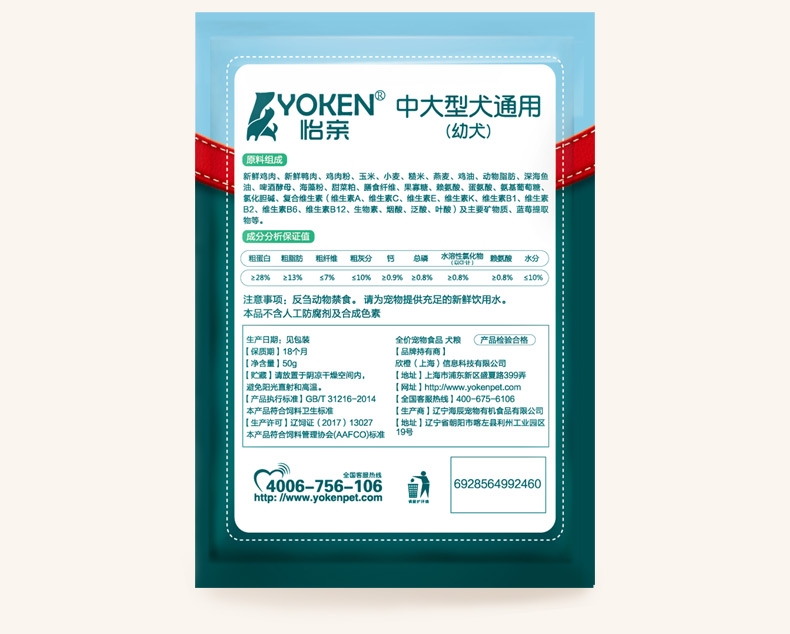 YOKEN®
怡亲
中大型犬通用
(幼犬)
原料组成
新鲜鸡肉、新鲜鸭肉、鸡肉粉、玉米、小麦、糙米、燕麦、鸡油、动物脂肪、深海鱼
油、啤酒酵母、海藻粉、甜菜粕、膳食纤维、果寡糖、赖氨酸、蛋氨酸、氨基葡萄糖、
氯化胆碱、复合维生素（维生素A、维生素C、维生素E、维生素K、维生素B1、维生素
B2、维生素B6、维生素B12、生物素、烟酸、泛酸、叶酸）及主要矿物质、蓝莓提取
物等。
成分分析保证值
粗蛋白 粗脂肪 粗纤维 粗灰分 钙 总磷 水溶性氯化物 赖氨酸 水分
≥28% ≥13% ≤7% ≤10% ≥0.9% ≥0.8% ≥0.8% ≥0.8% ≤10%
注意事项：反刍动物禁食。请为宠物提供充足的新鲜饮用水。
本品不含人工防腐剂及合成色素
生产日期：见包装
【保质期】18个月
【净含量】50g
【贮藏】请放置于阴凉干燥空间内，
避免阳光直射和高温。
【产品执行标准】GB/T 31216-2014
本产品符合饲料卫生标准
【生产许可】辽饲证（2017）13027
本产品符合饲料管理协会(AAFCO)标准
全价宠物食品 犬粮 产品检验合格
【品牌持有商】
欣橙（上海）信息科技有限公司
【地址】上海市浦东新区盛夏路399弄
【网址】http://www.yokenpet.com
【全国客服热线】400-675-6106
【生产商】辽宁海辰宠物有机食品有限公司
【地址】辽宁省朝阳市喀左县利州工业园区
19号
全国客服热线
4006-756-106
http: //www.yokenpet.com
6928564992460